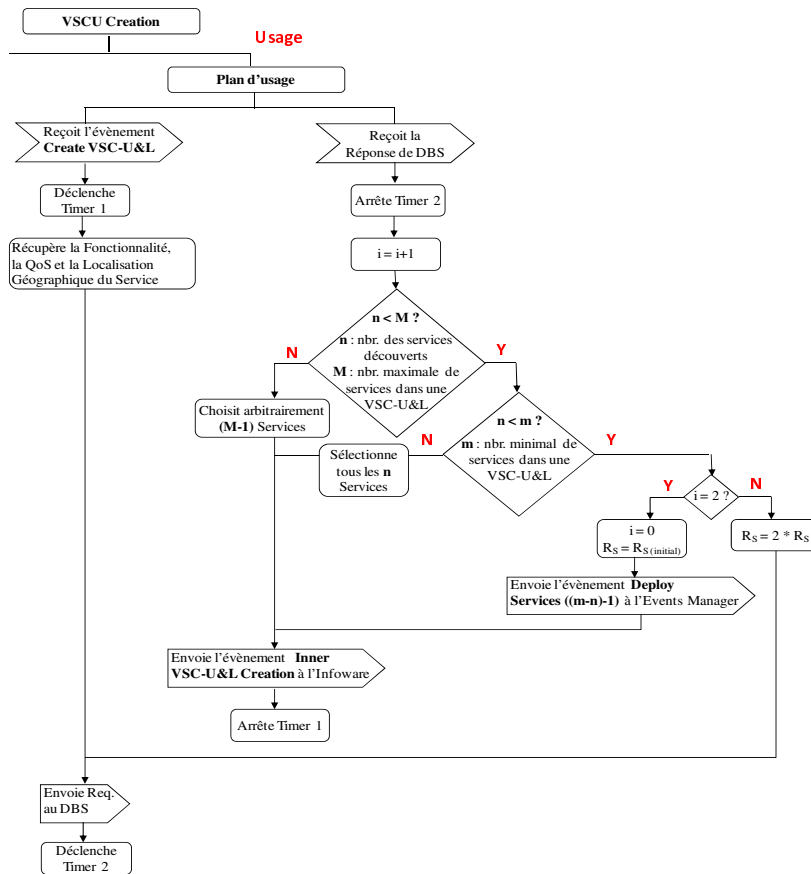 VSCU Creation
Usage
Plan d'usage
Reçoit l'évènement
Create VSC-U&L
Reçoit la
Réponse de DBS
Déclenche
Timer 1
Arrête Timer 2
Récupère la Fonctionnalité,
la QoS et la Localisation
Géographique du Service
i = i+1
n < M ?
n : nbr. des services
découverts
M : nbr. maximale de
services dans une
VSC-U&L
N
Y
Choisit arbitrairement
(M-1) Services
n < m ?
m : nbr. minimal de
services dans une
VSC-U&L
N
Y
Sélectionne
tous les n
Services
i = 2 ?
Y
N
i = 0
RS = RS (initial)
RS = 2 * RS
Envoie l'évènement Deploy
Services ((m-n)-1) à l'Events Manager
Envoie l'évènement Inner
VSC-U&L Creation à l'Infoware
Arrête Timer 1
Envoie Req.
au DBS
Déclenche
Timer 2